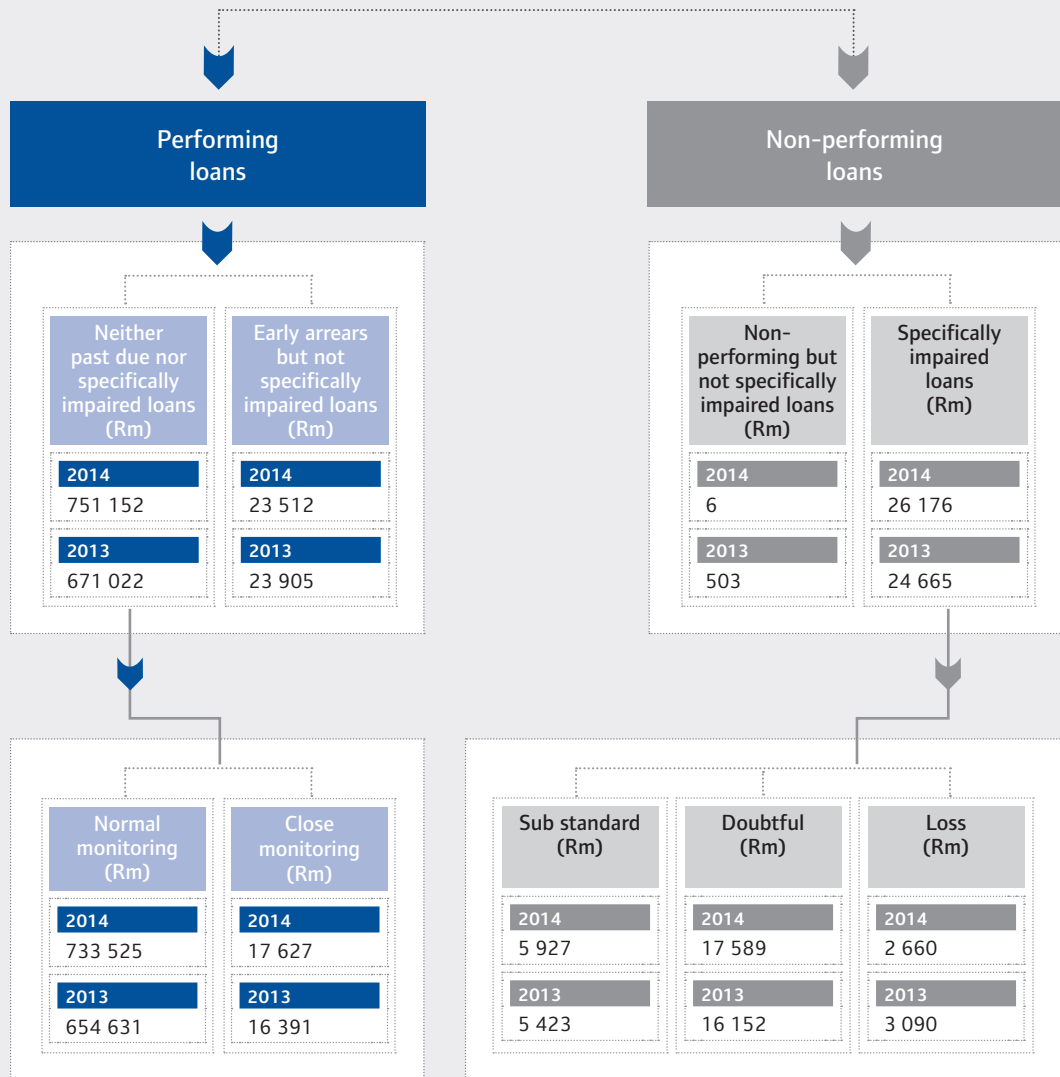 Performing
loans
Non-performing
loans
Neither
past due nor
specifically
impaired loans
(Rm)
2014
751 152
2013
671 022
Early arrears
but not
specifically
impaired loans
(Rm)
2014
23 512
2013
23 905
Non-
performing but
not specifically
impaired loans
(Rm)
2014
6
2013
503
Specifically
impaired
loans
(Rm)
2014
26 176
2013
24 665
Normal
monitoring
(Rm)
2014
733 525
2013
654 631
Close
monitoring
(Rm)
2014
17 627
2013
16 391
Sub standard
(Rm)
2014
5 927
2013
5 423
Doubtful
(Rm)
2014
17 589
2013
16 152
Loss
(Rm)
2014
2 660
2013
3 090